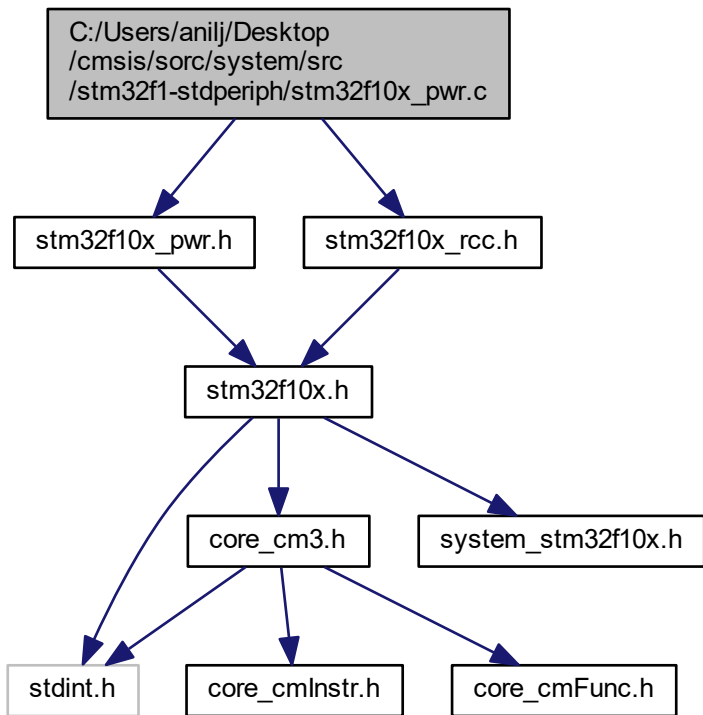 C:/Users/anilj/Desktop
/cmsis/sorc/system/src
/stm32f1-stdperiph/stm32f10x_pwr.c
stm32f10x_pwr.h
stm32f10x_rcc.h
stm32f10x.h
core_cm3.h
system_stm32f10x.h
stdint.h
core_cmInstr.h
core_cmFunc.h